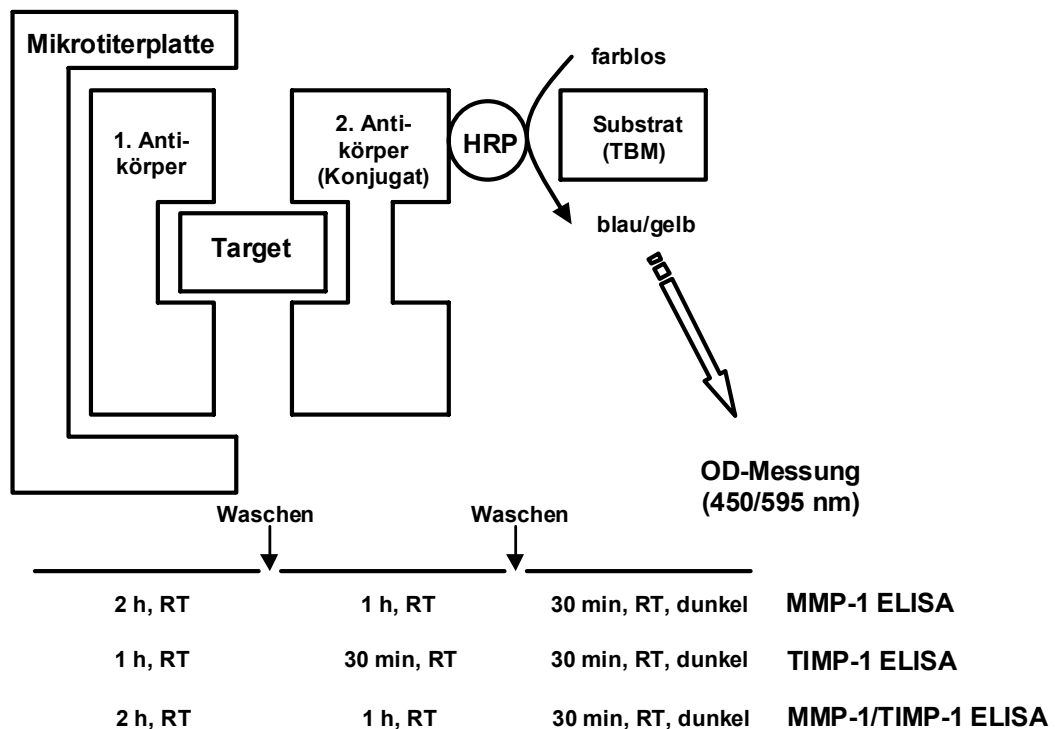 Mikrotiterplatte
1. Anti-
körper
2. Anti-
körper
(Konjugat)
HRP
farblos
Substrat
(TBM)
blau/gelb
Target
OD-Messung
(450/595 nm)
Waschen
Waschen
2 h, RT 1 h, RT 30 min, RT, dunkel MMP-1 ELISA
1 h, RT 30 min, RT 30 min, RT, dunkel TIMP-1 ELISA
2 h, RT 1 h, RT 30 min, RT, dunkel MMP-1/TIMP-1 ELISA